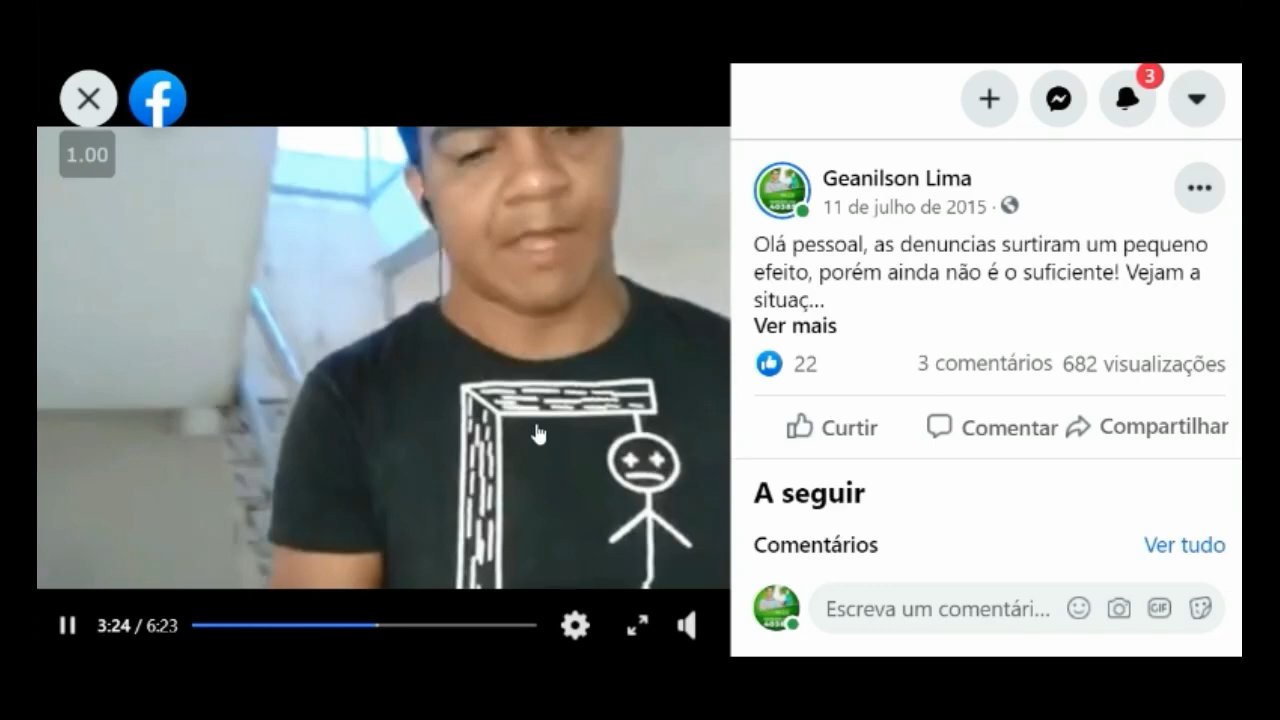 3
1.00
Geanilson Lima
11 de julho de 2015 ·
Olá pessoal, as denuncias surtiram um pequeno
efeito, porém ainda não é o suficiente! Vejam a
situaç...
Ver mais
22 3 comentários 682 visualizações
Curtir Comentar Compartilhar
A seguir
Comentários Ver tudo
Escreva um comentári... GIF
3:24 / 6:23